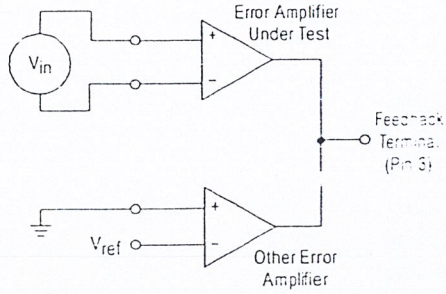 Error Amplifier
Under Test
+
−
Vin
Feedback
Terminal
(Pin 3)
+
−
Vref
Other Error
Amplifier